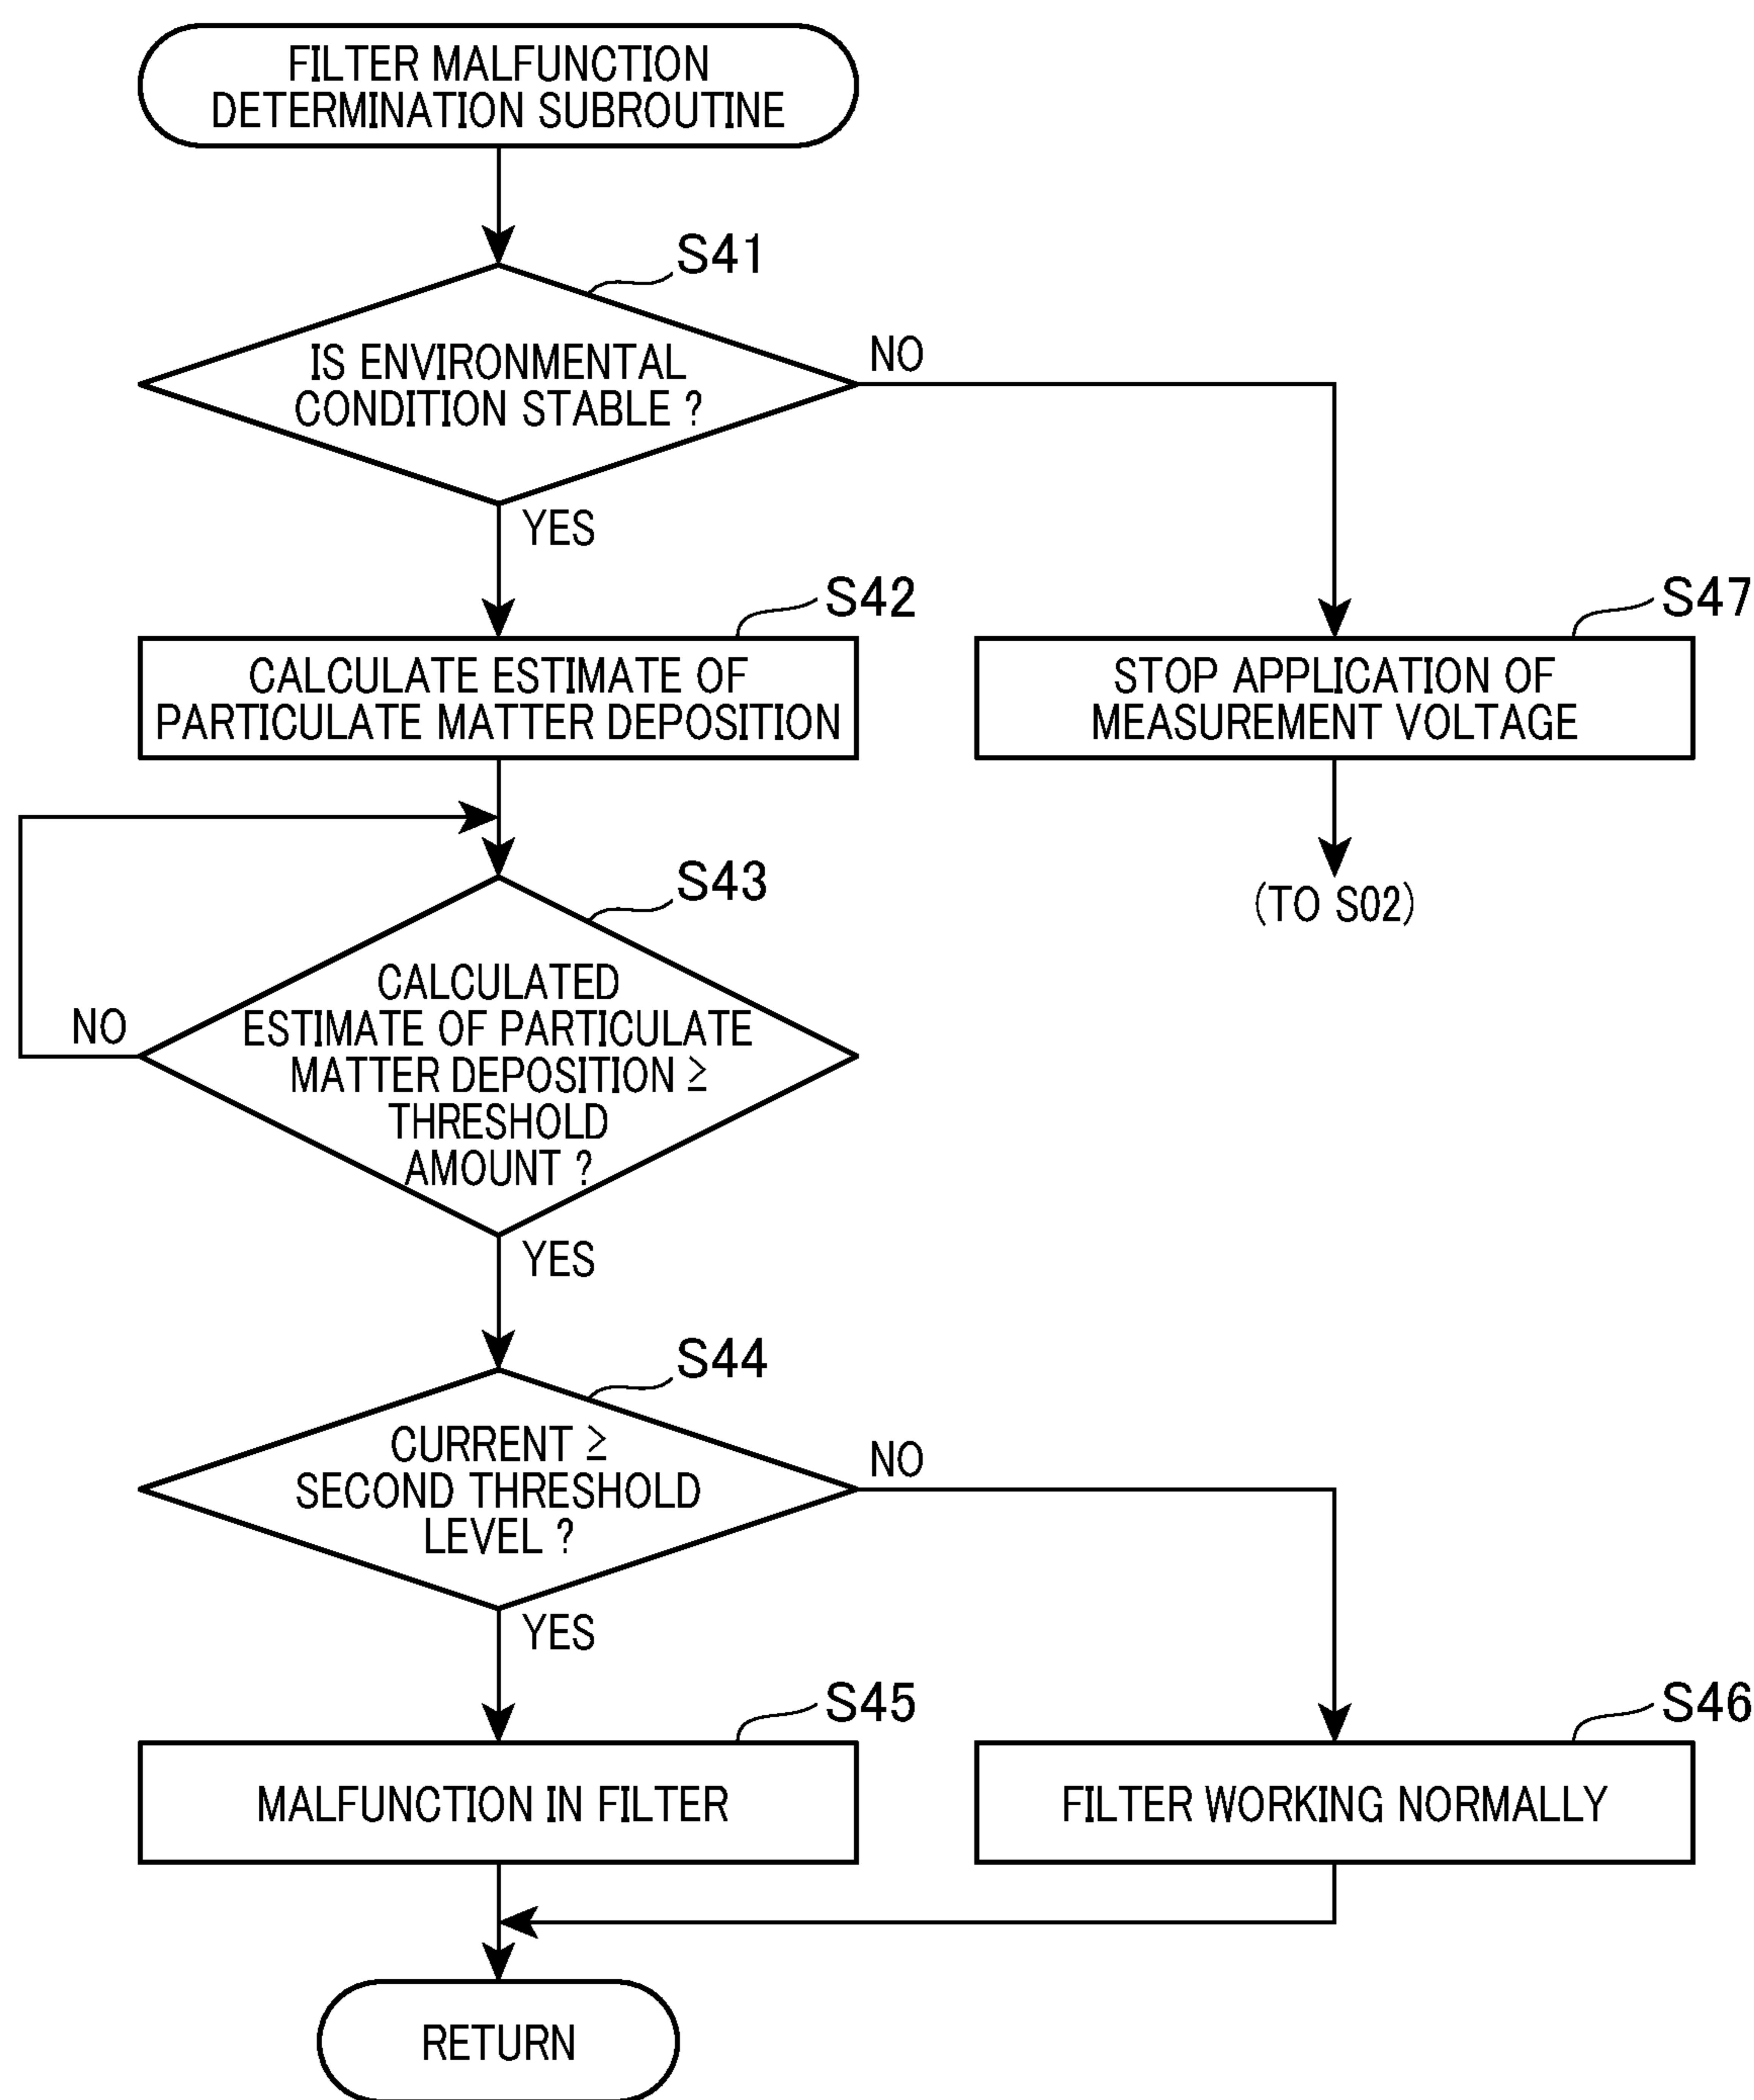 FILTER MALFUNCTION
DETERMINATION SUBROUTINE
S41
IS ENVIRONMENTAL
CONDITION STABLE ?
NO
YES
S42
CALCULATE ESTIMATE OF
PARTICULATE MATTER DEPOSITION
S47
STOP APPLICATION OF
MEASUREMENT VOLTAGE
(TO S02)
S43
CALCULATED
ESTIMATE OF PARTICULATE
MATTER DEPOSITION ≥
THRESHOLD
AMOUNT ?
NO
YES
S44
CURRENT ≥
SECOND THRESHOLD
LEVEL ?
NO
YES
S45
MALFUNCTION IN FILTER
S46
FILTER WORKING NORMALLY
RETURN